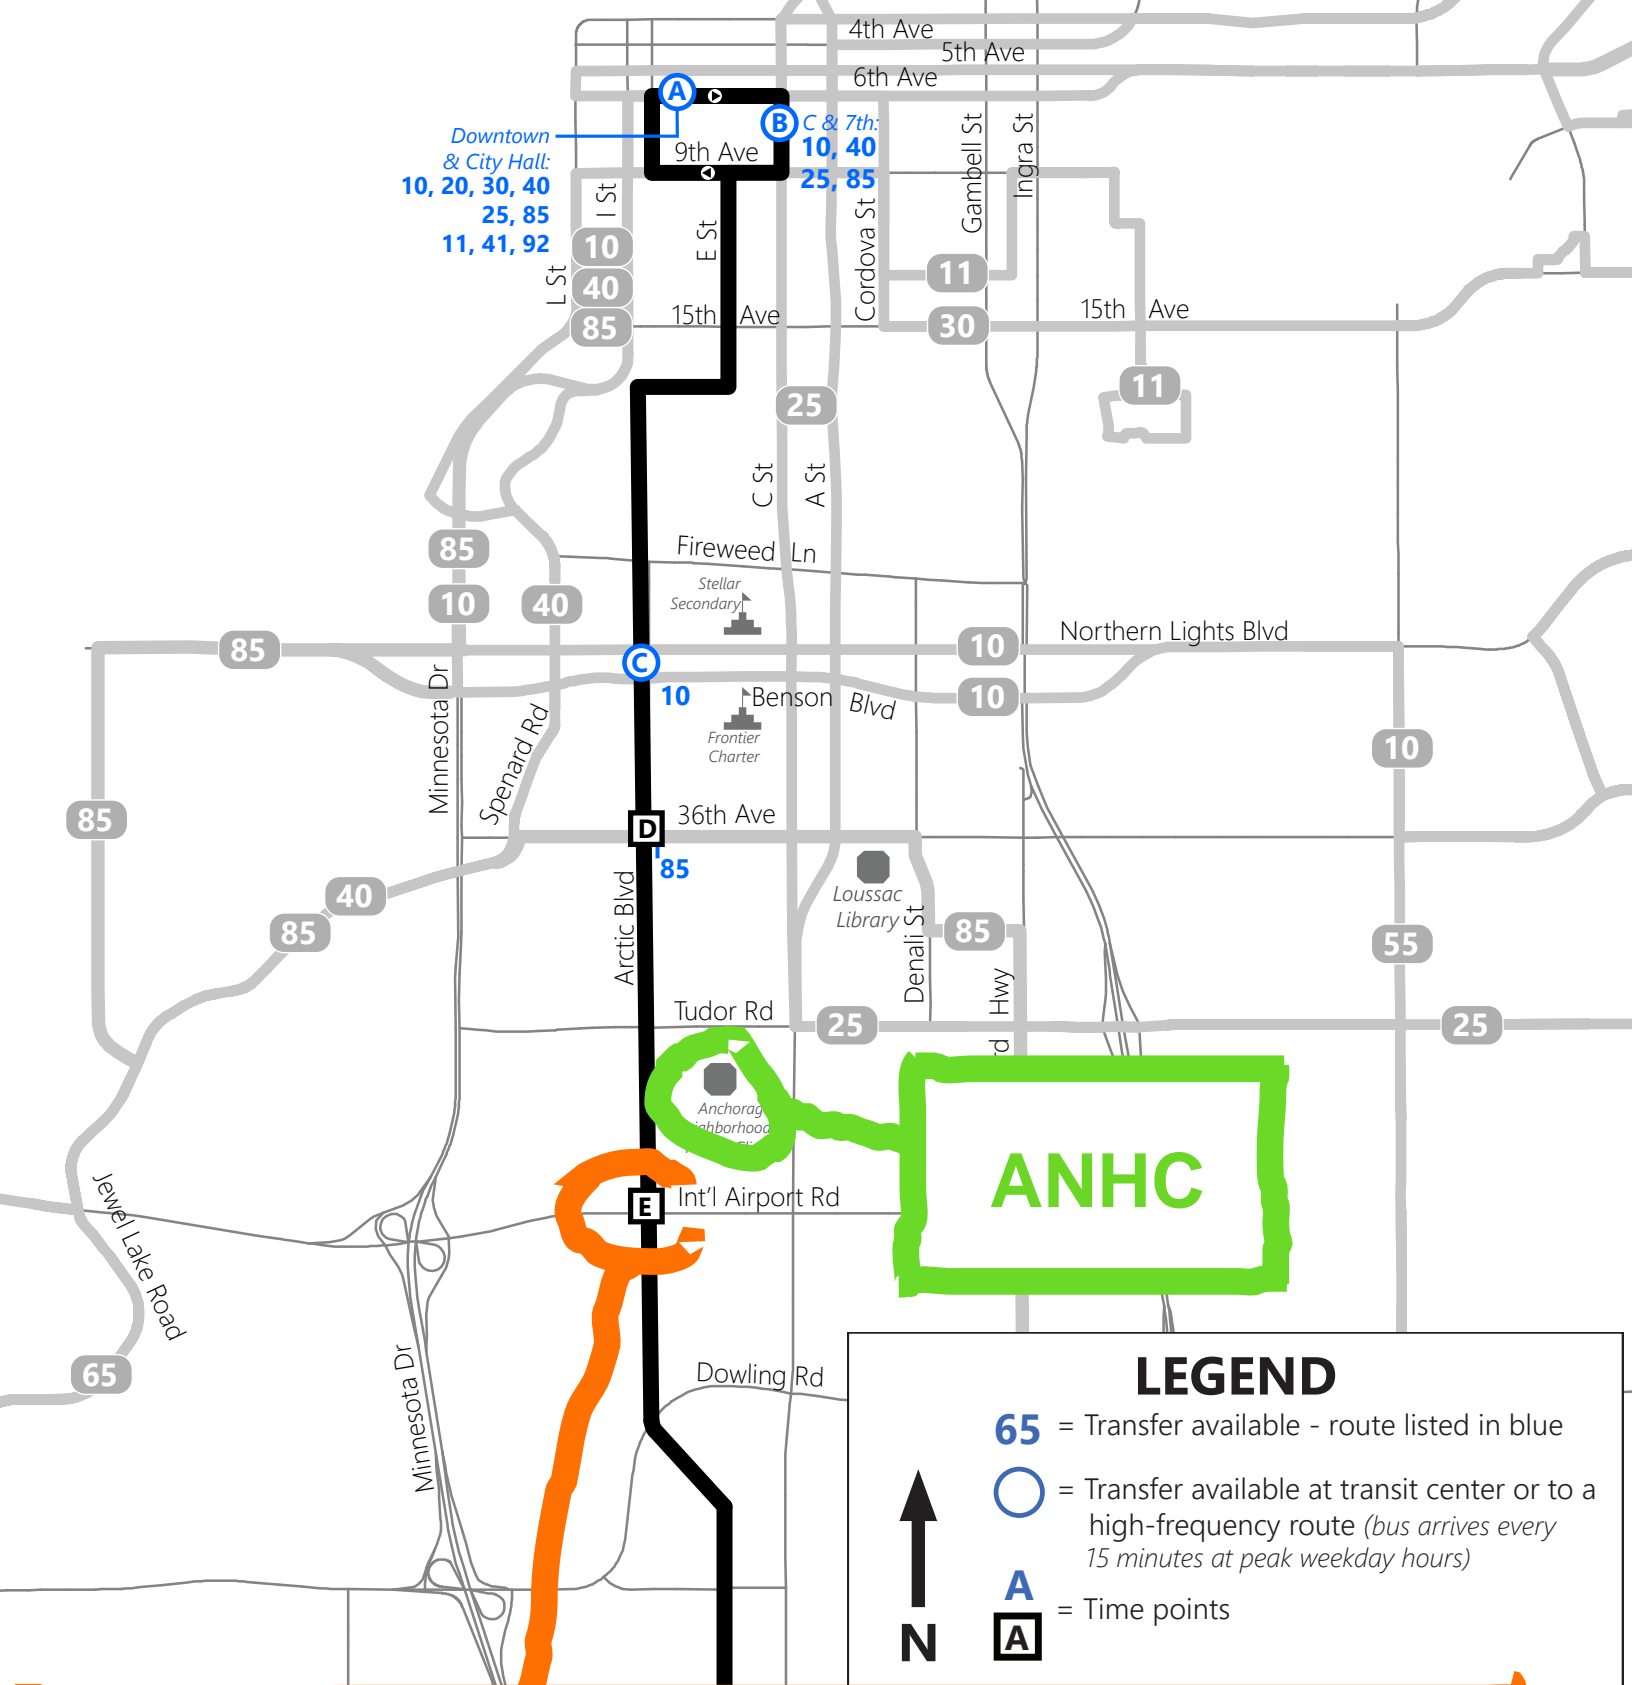 4th Ave
5th Ave
6th Ave
A
B
C & 7th:
10, 40
25, 85
Downtown
& City Hall:
10, 20, 30, 40
25, 85
11, 41, 92
9th Ave
I St
E St
L St
Cordova St
Gambell St
Ingra St
10
40
85
11
30
15th Ave
15th Ave
11
25
C St
A St
85
10
40
Fireweed Ln
Stellar
Secondary
Northern Lights Blvd
85
10
C
10
Benson Blvd
10
Frontier
Charter
Minnesota Dr
Spenard Rd
10
85
D
36th Ave
85
Loussac
Library
40
85
Arctic Blvd
Denali St
85
55
Hwy
Tudor Rd
25
25
Anchorag
ghborhood
ANHC
E
Int'l Airport Rd
Jewel Lake Road
65
Minnesota Dr
Dowling Rd
LEGEND
65 = Transfer available - route listed in blue
= Transfer available at transit center or to a
high-frequency route (bus arrives every
15 minutes at peak weekday hours)
A
= Time points
A
N